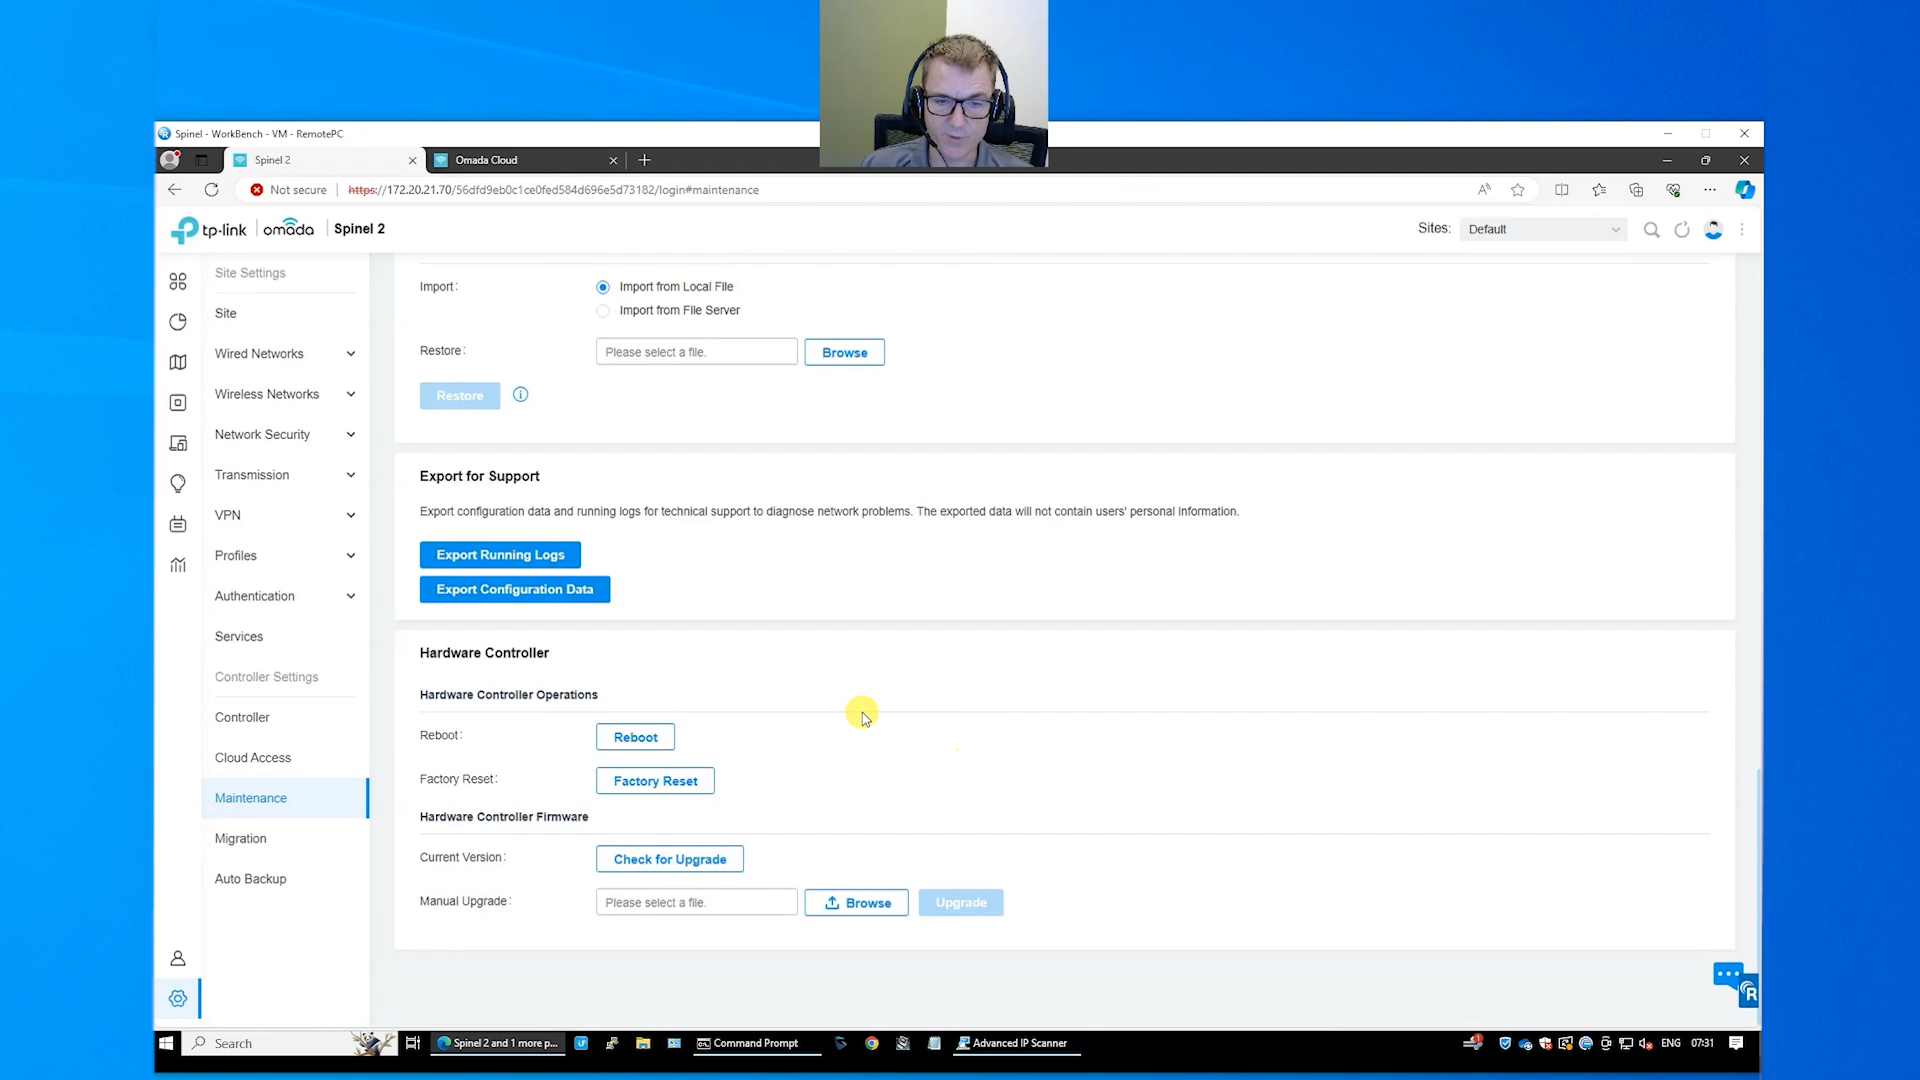 Spinel - WorkBench - VM - RemotePC
Spinel 2
Omada Cloud
Not secure
https://172.20.21.70/56dfd9eb0c1ce0fed584d696e5d73182/login#maintenance
tp-link | omada | Spinel 2
Sites: Default
Site Settings
Site
Wired Networks
Wireless Networks
Network Security
Transmission
VPN
Profiles
Authentication
Services
Controller Settings
Controller
Cloud Access
Maintenance
Migration
Auto Backup
Import:
Import from Local File
Import from File Server
Restore:
Please select a file.
Browse
Restore
Export for Support
Export configuration data and running logs for technical support to diagnose network problems. The exported data will not contain users' personal information.
Export Running Logs
Export Configuration Data
Hardware Controller
Hardware Controller Operations
Reboot:
Reboot
Factory Reset:
Factory Reset
Hardware Controller Firmware
Current Version:
Check for Upgrade
Manual Upgrade:
Please select a file.
Browse
Upgrade
Search
Spinel 2 and 1 more p...
Command Prompt
Advanced IP Scanner
ENG
07:31